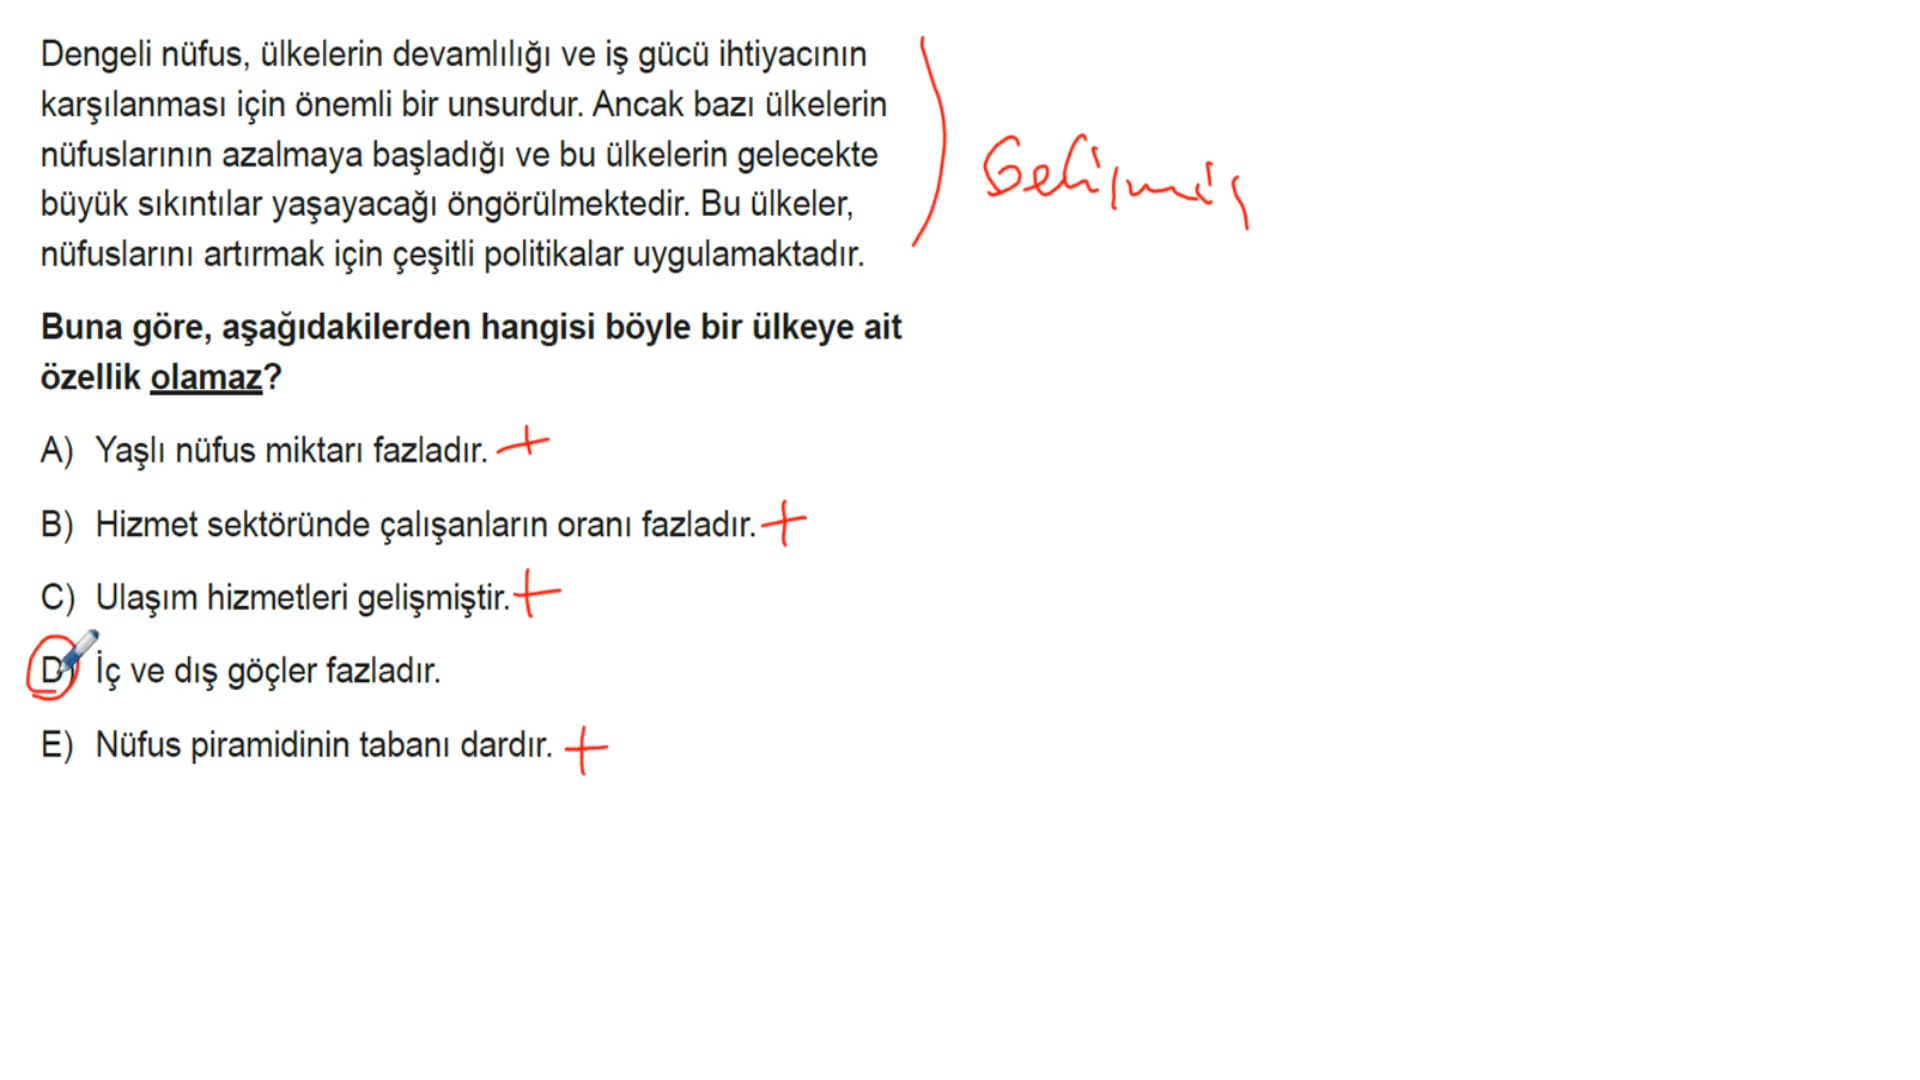 Dengeli nüfus, ülkelerin devamlılığı ve iş gücü ihtiyacının
karşılanması için önemli bir unsurdur. Ancak bazı ülkelerin
nüfuslarının azalmaya başladığı ve bu ülkelerin gelecekte
büyük sıkıntılar yaşayacağı öngörülmektedir. Bu ülkeler,
nüfuslarını artırmak için çeşitli politikalar uygulamaktadır.
Gelişmiş
Buna göre, aşağıdakilerden hangisi böyle bir ülkeye ait
özellik olamaz?
A) Yaşlı nüfus miktarı fazladır. +
B) Hizmet sektöründe çalışanların oranı fazladır. +
C) Ulaşım hizmetleri gelişmiştir. +
D) İç ve dış göçler fazladır.
E) Nüfus piramidinin tabanı dardır. +